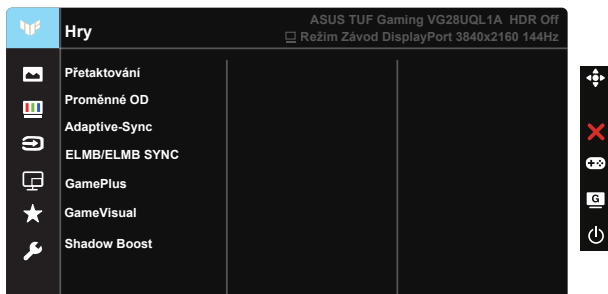 Hry
ASUS TUF Gaming VG28UQL1A HDR Off
Režim Závod DisplayPort 3840x2160 144Hz
Přetaktování
Proměnné OD
Adaptive-Sync
ELMB/ELMB SYNC
GamePlus
GameVisual
Shadow Boost
G